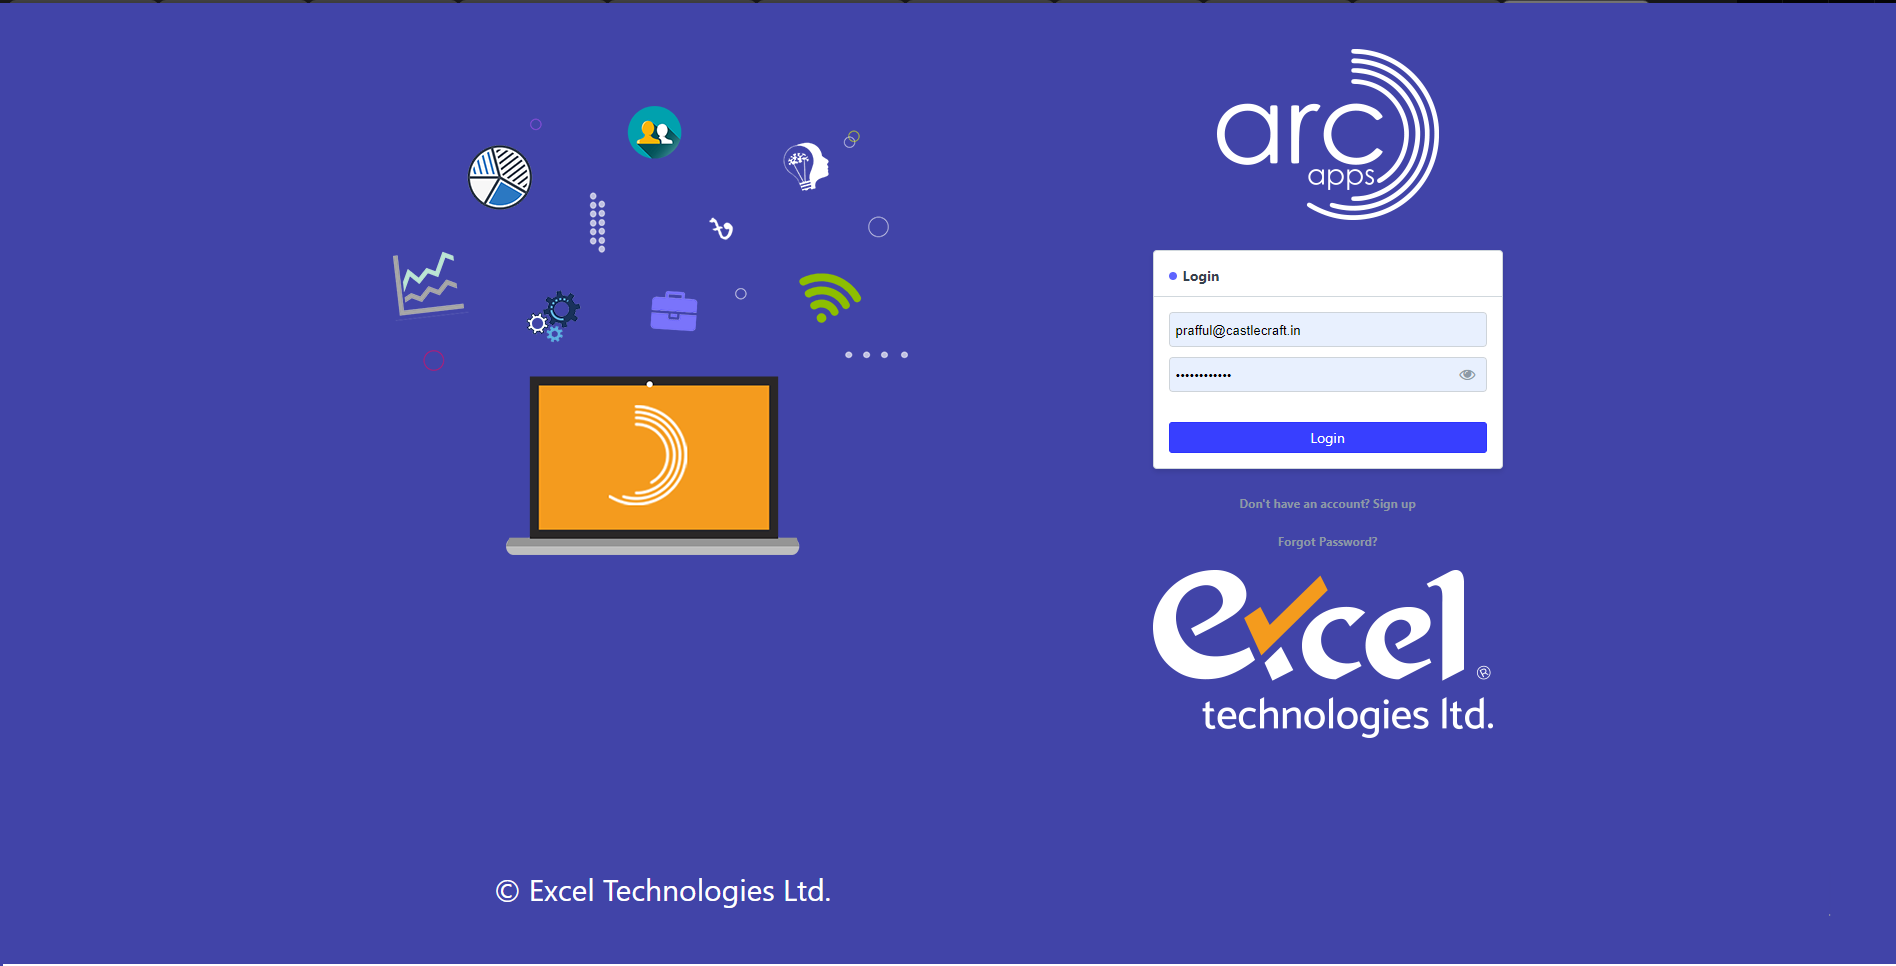 arc
apps
Login
prafful@castlecraft.in
••••••••••••
Login
Don't have an account? Sign up
Forgot Password?
excel®
technologies ltd.
৳
© Excel Technologies Ltd.